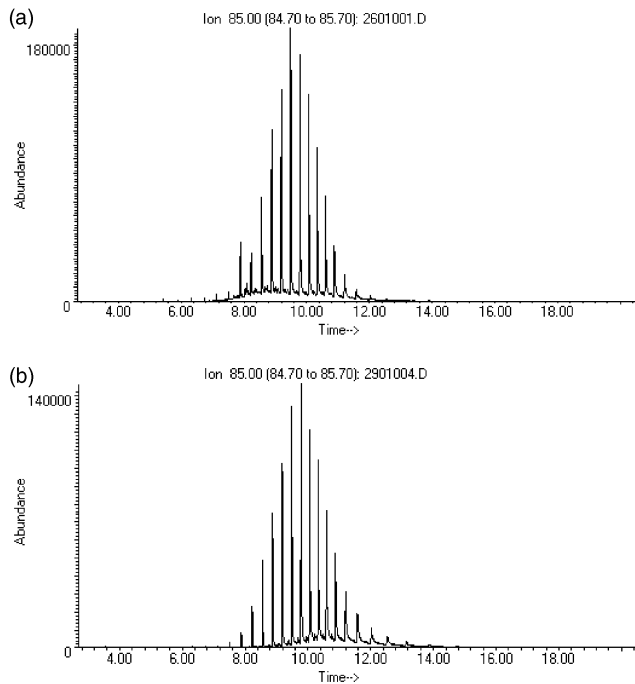 (a)
Ion 85.00 (84.70 to 85.70): 2601001.D
180000
Abundance
0
4.00 6.00 8.00 10.00 12.00 14.00 16.00 18.00
Time-->
(b)
Ion 85.00 (84.70 to 85.70): 2901004.D
140000
Abundance
0
4.00 6.00 8.00 10.00 12.00 14.00 16.00 18.00
Time-->